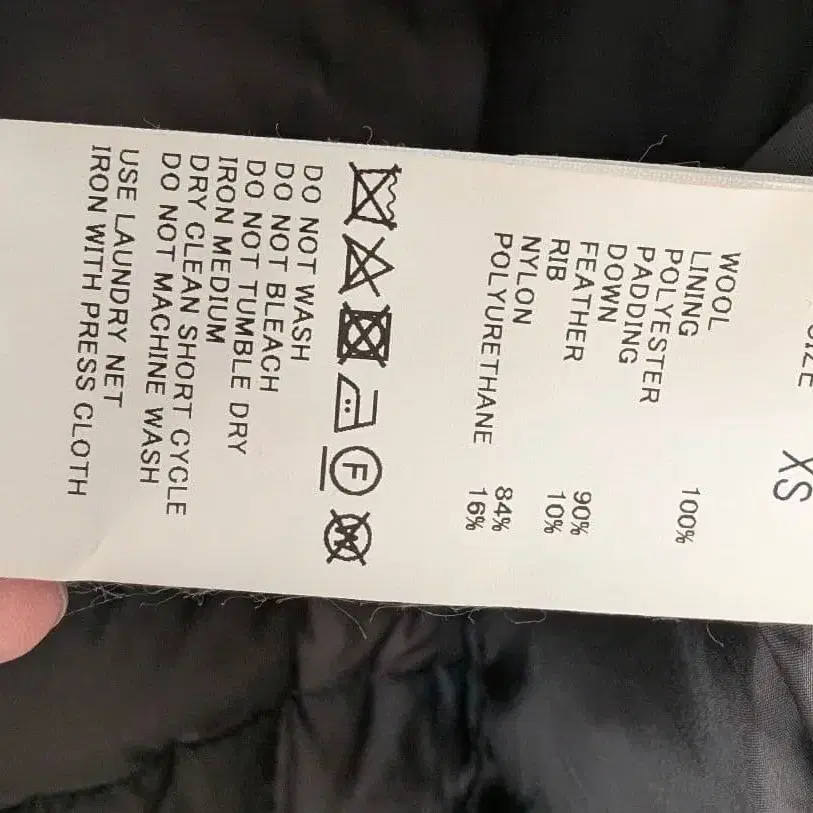 SIZE XS
WOOL 100%
LINING
POLYESTER
PADDING
DOWN 90%
FEATHER 10%
RIB
NYLON 84%
POLYURETHANE 16%
F W
DO NOT WASH
DO NOT BLEACH
DO NOT TUMBLE DRY
IRON MEDIUM
DRY CLEAN SHORT CYCLE
DO NOT MACHINE WASH
USE LAUNDRY NET
IRON WITH PRESS CLOTH